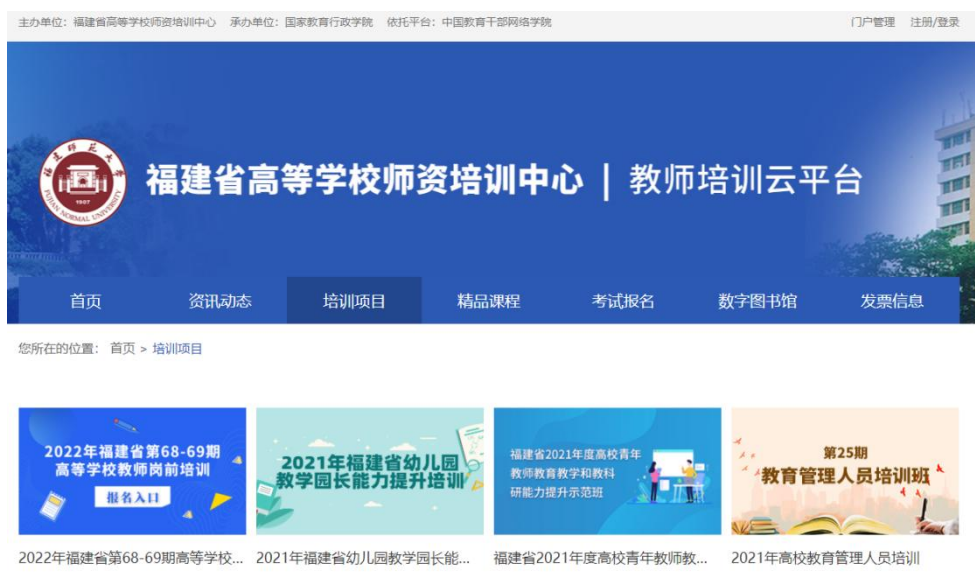 主办单位：福建省高等学校师资培训中心 承办单位：国家教育行政学院 依托平台：中国教育干部网络学院 门户管理 注册/登录
福建师范大学
1907
FUJIAN NORMAL UNIVERSITY
福建省高等学校师资培训中心 | 教师培训云平台
首页 资讯动态 培训项目 精品课程 考试报名 数字图书馆 发票信息
您所在的位置： 首页 > 培训项目
2022年福建省第68-69期
高等学校教师岗前培训
报名入口
2021年福建省幼儿园
教学园长能力提升培训
福建省2021年度高校青年
教师教育教学和教科
研能力提升示范班
第25期
教育管理人员培训班
2022年福建省第68-69期高等学校...
2021年福建省幼儿园教学园长能...
福建省2021年度高校青年教师教...
2021年高校教育管理人员培训